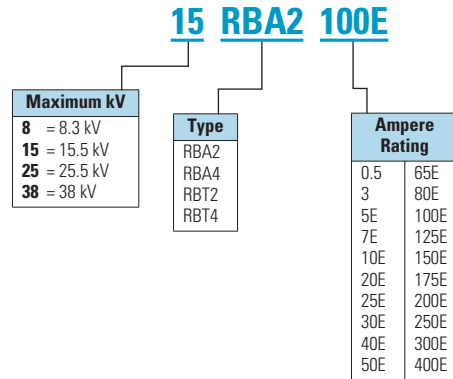 15 RBA2 100E
Maximum kV
8 = 8.3 kV
15 = 15.5 kV
25 = 25.5 kV
38 = 38 kV
Type
RBA2
RBA4
RBT2
RBT4
Ampere
Rating
0.5 65E
3 80E
5E 100E
7E 125E
10E 150E
20E 175E
25E 200E
30E 250E
40E 300E
50E 400E